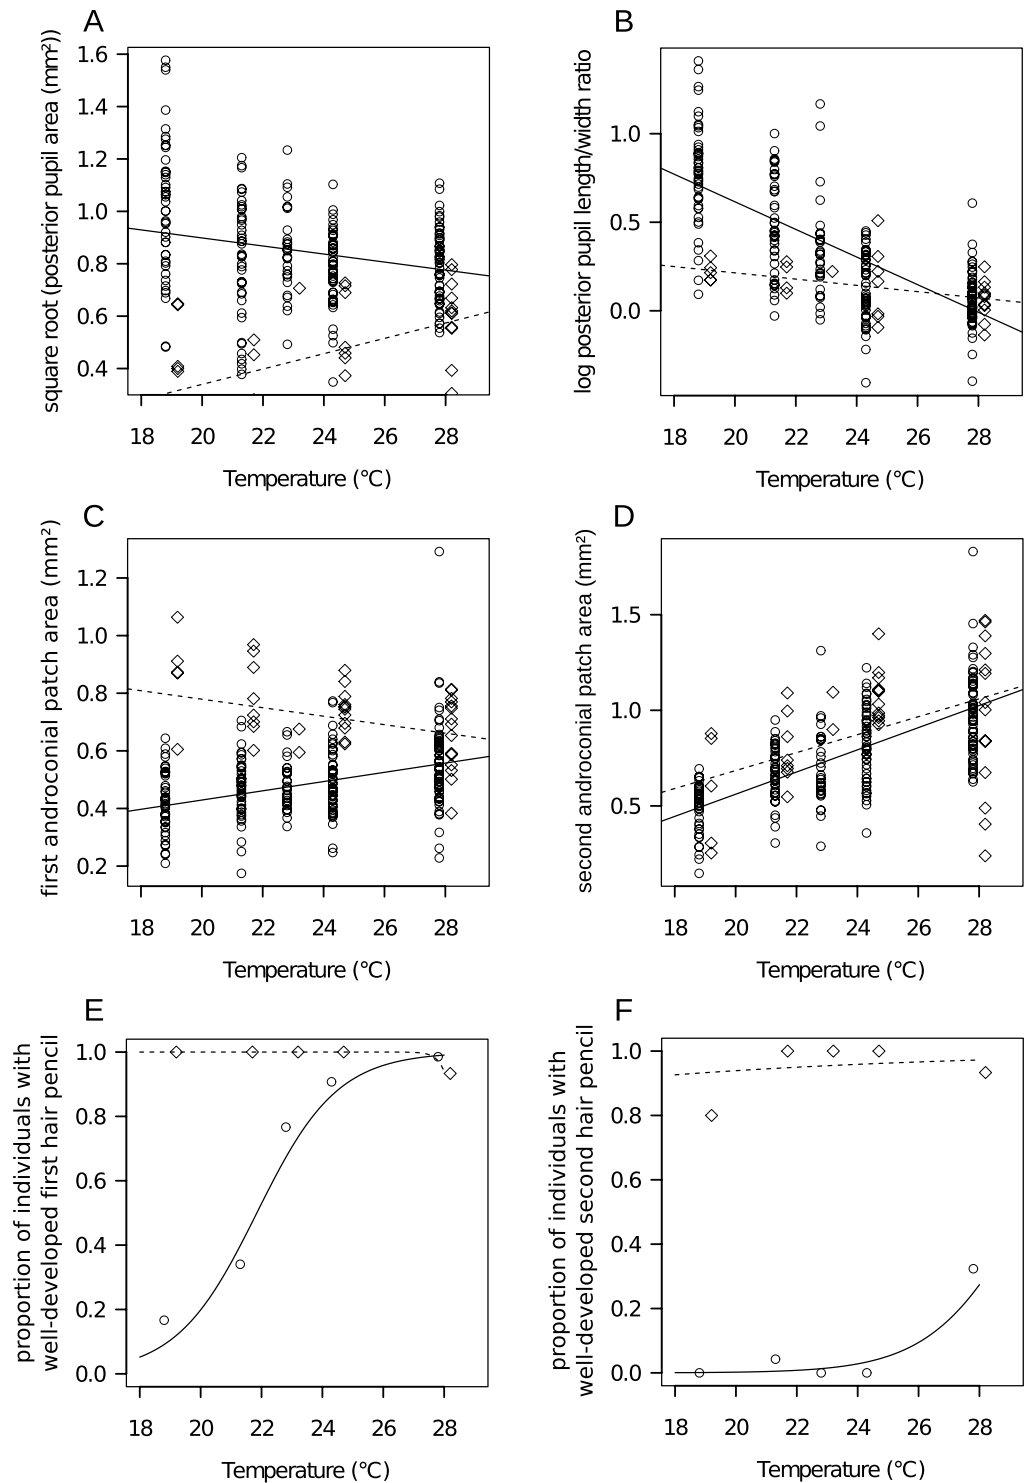 A
square root (posterior pupil area (mm²))
1.6
1.4
1.2
1.0
0.8
0.6
0.4
18 20 22 24 26 28
Temperature (°C)
B
log posterior pupil length/width ratio
1.0
0.5
0.0
18 20 22 24 26 28
Temperature (°C)
C
first androconial patch area (mm²)
1.2
1.0
0.8
0.6
0.4
0.2
18 20 22 24 26 28
Temperature (°C)
D
second androconial patch area (mm²)
1.5
1.0
0.5
18 20 22 24 26 28
Temperature (°C)
E
proportion of individuals with
well-developed first hair pencil
1.0
0.8
0.6
0.4
0.2
0.0
18 20 22 24 26 28
Temperature (°C)
F
proportion of individuals with
well-developed second hair pencil
1.0
0.8
0.6
0.4
0.2
0.0
18 20 22 24 26 28
Temperature (°C)